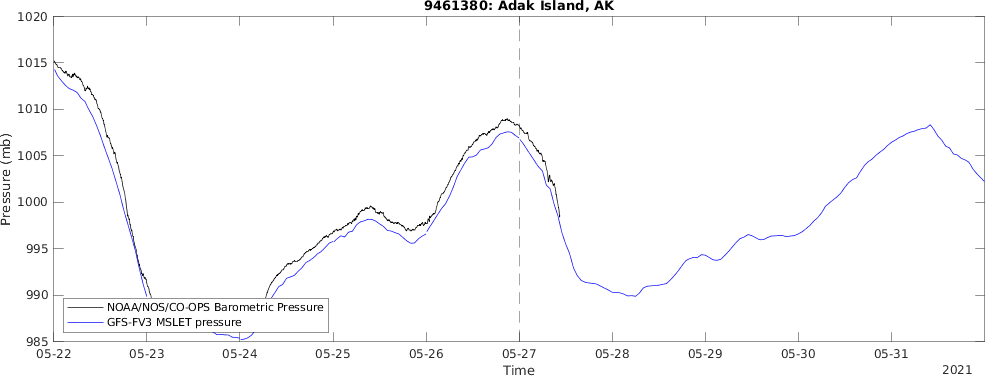 9461380: Adak Island, AK
Pressure (mb)
1020
1015
1010
1005
1000
995
990
985
NOAA/NOS/CO-OPS Barometric Pressure
GFS-FV3 MSLET pressure
05-22 05-23 05-24 05-25 05-26 05-27 05-28 05-29 05-30 05-31
Time
2021